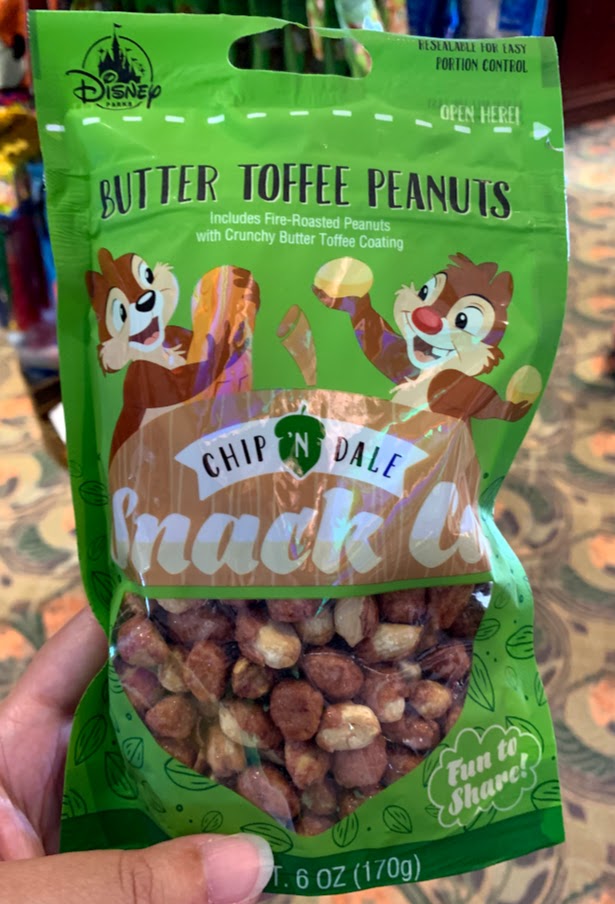 Disney
PARKS
RESEALABLE FOR EASY
PORTION CONTROL
OPEN HERE!
BUTTER TOFFEE PEANUTS
Includes Fire-Roasted Peanuts
with Crunchy Butter Toffee Coating
CHIP 'N DALE
Snack
Fun to
Share!
T. 6 OZ (170g)